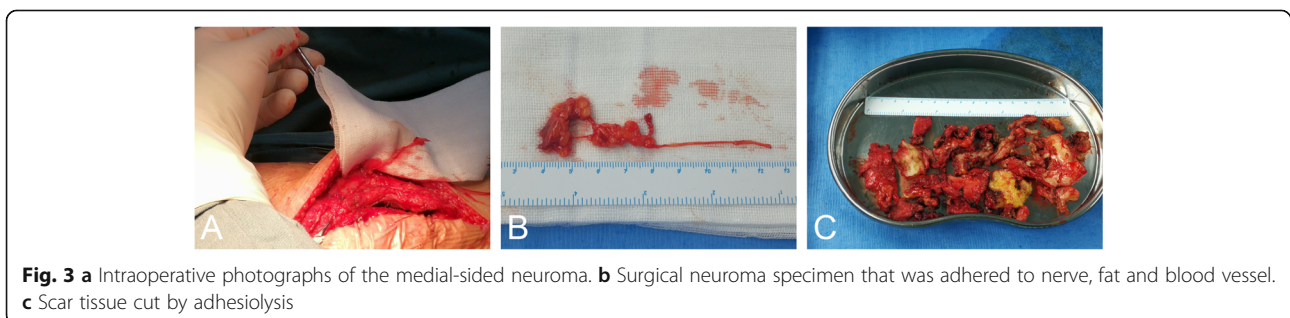 A
B
C
Fig. 3 a Intraoperative photographs of the medial-sided neuroma. b Surgical neuroma specimen that was adhered to nerve, fat and blood vessel.
c Scar tissue cut by adhesiolysis